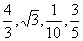 4/3, √3, 1/10, 3/5